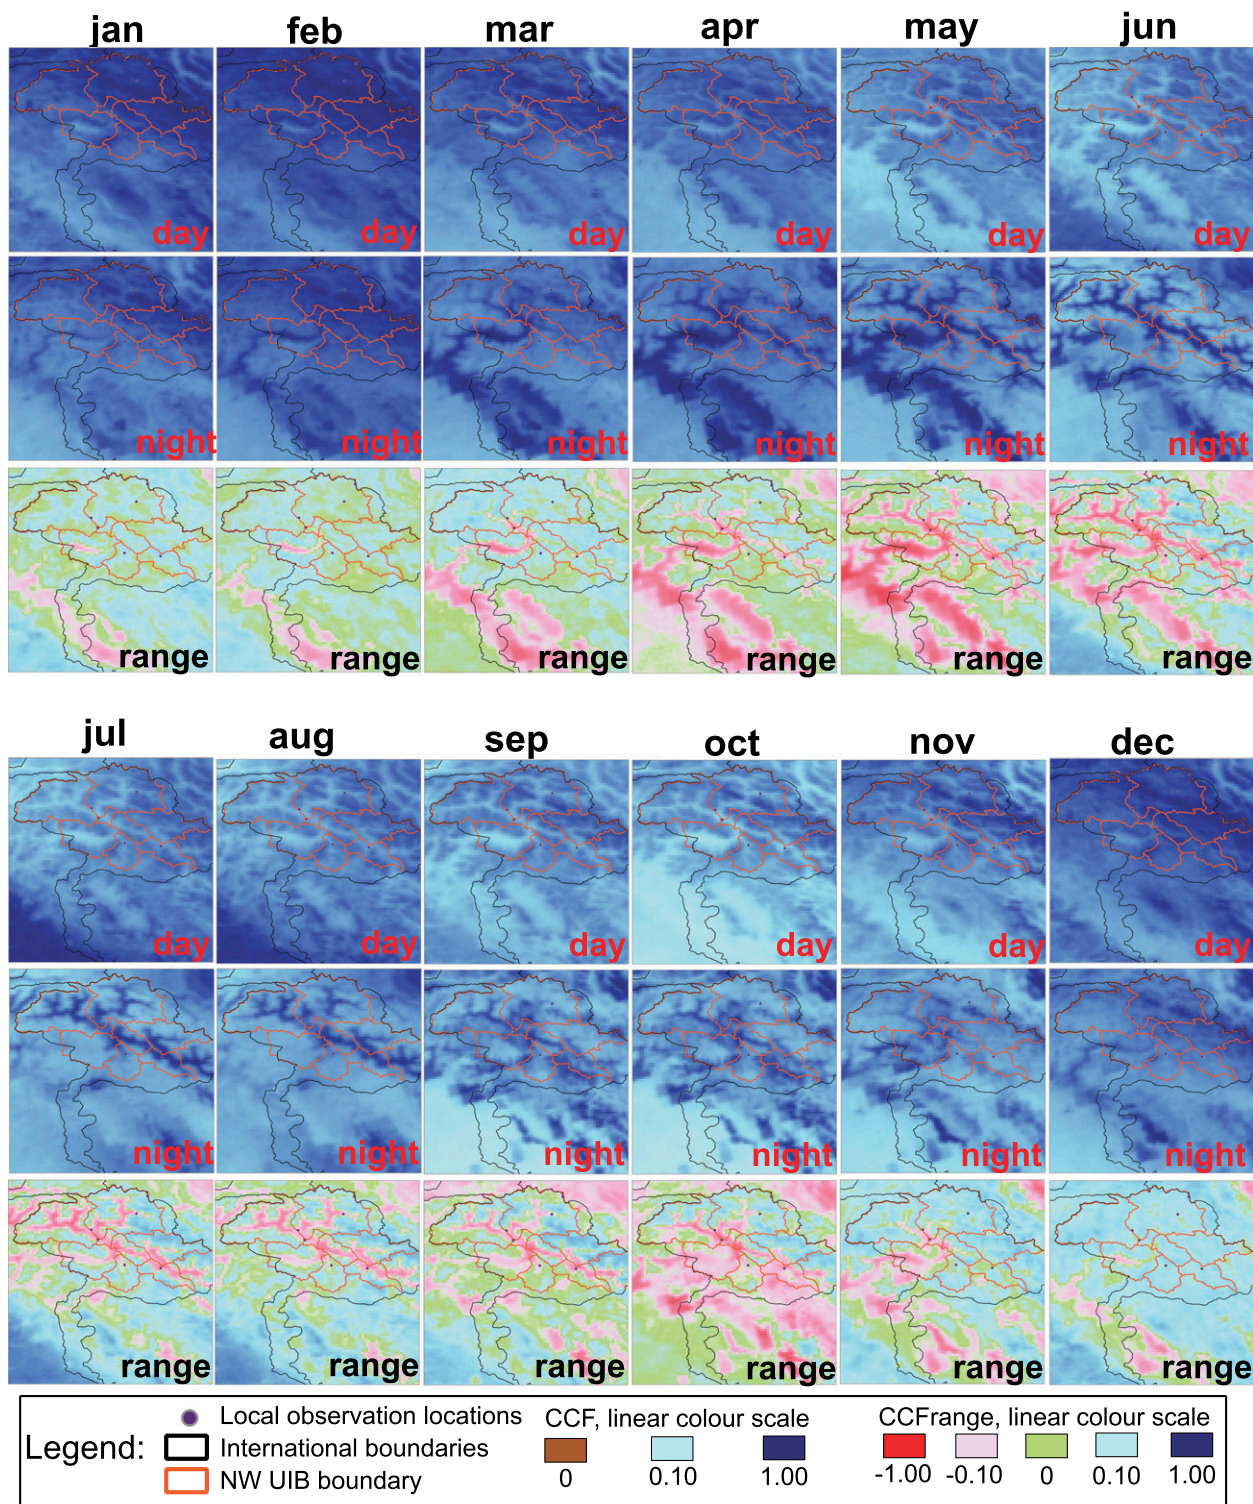 jan feb mar apr may jun
day day day day day day
night night night night night night
range range range range range range
jul aug sep oct nov dec
day day day day day day
night night night night night night
range range range range range range
Legend:
Local observation locations
International boundaries
NW UIB boundary
CCF, linear colour scale
0 0.10 1.00
CCFrange, linear colour scale
-1.00 -0.10 0 0.10 1.00